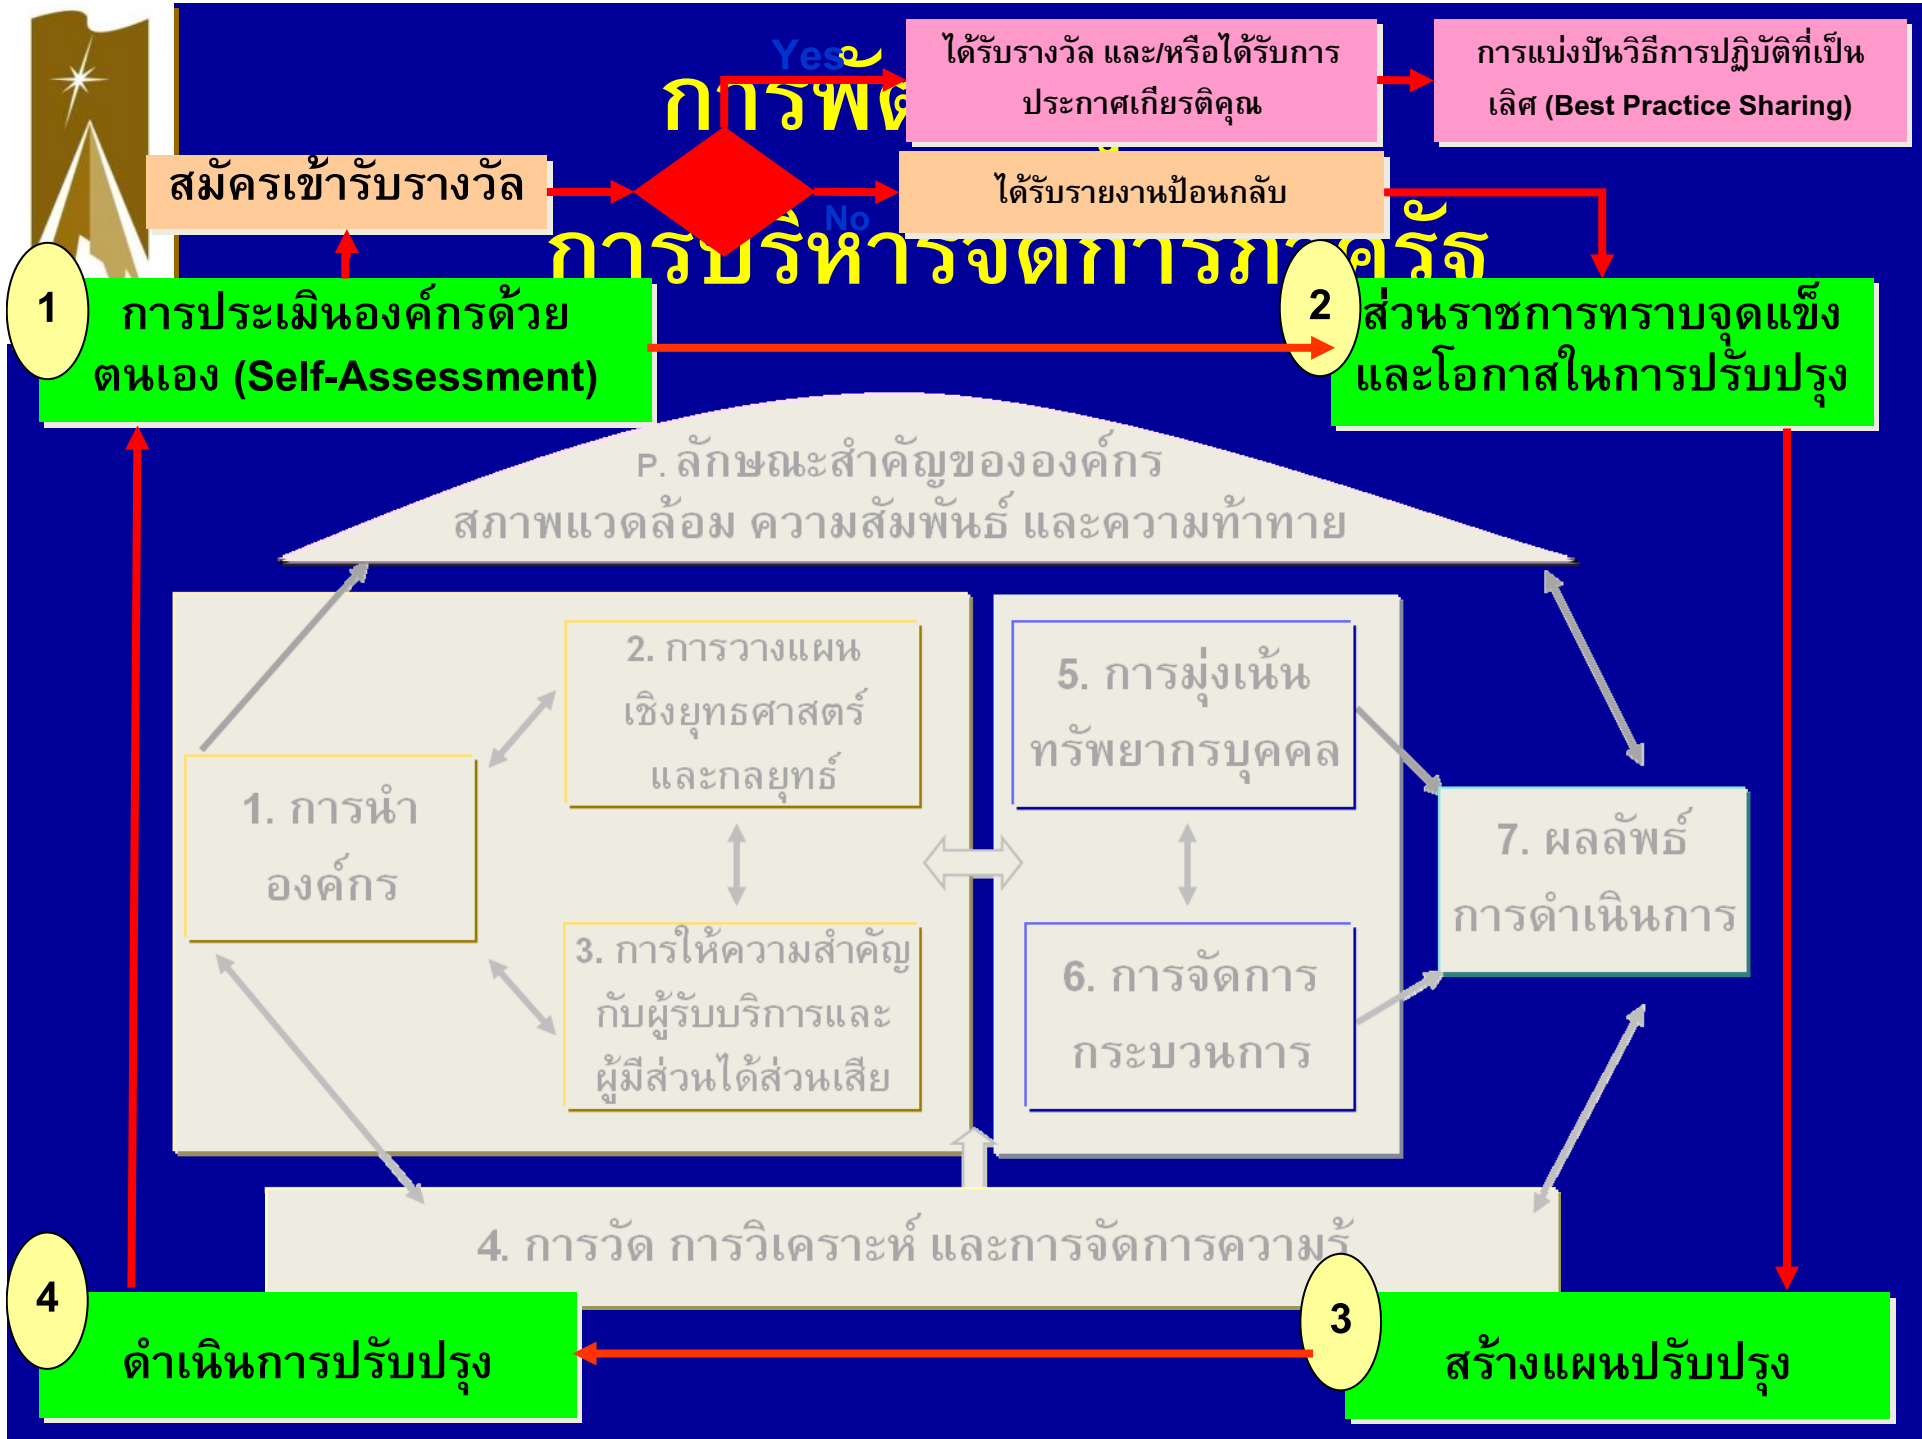 Yes
ได้รับรางวัล และ/หรือได้รับการ
ประกาศเกียรติคุณ
การแบ่งปันวิธีการปฏิบัติที่เป็น
เลิศ (Best Practice Sharing)
สมัครเข้ารับรางวัล
No
ได้รับรายงานป้อนกลับ
การบริหารจัดการภาครัฐ
1
การประเมินองค์กรด้วย
ตนเอง (Self-Assessment)
2
ส่วนราชการทราบจุดแข็ง
และโอกาสในการปรับปรุง
P. ลักษณะสำคัญขององค์กร
สภาพแวดล้อม ความสัมพันธ์ และความท้าทาย
1. การนำ
องค์กร
2. การวางแผน
เชิงยุทธศาสตร์
และกลยุทธ์
3. การให้ความสำคัญ
กับผู้รับบริการและ
ผู้มีส่วนได้ส่วนเสีย
5. การมุ่งเน้น
ทรัพยากรบุคคล
6. การจัดการ
กระบวนการ
7. ผลลัพธ์
การดำเนินการ
4. การวัด การวิเคราะห์ และการจัดการความรู้
4
ดำเนินการปรับปรุง
3
สร้างแผนปรับปรุง